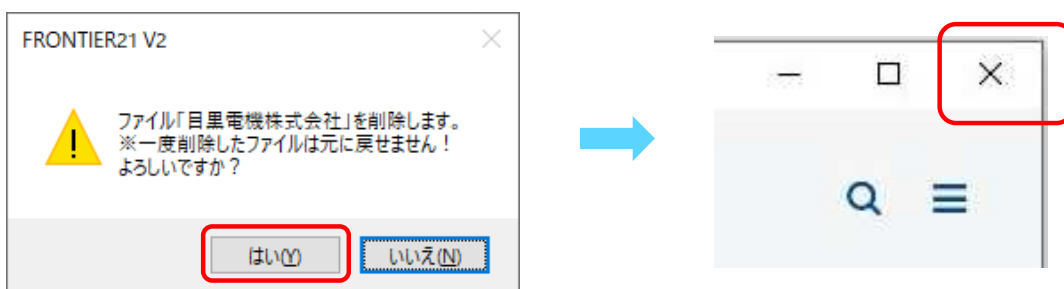 FRONTIER21 V2
ファイル「目黒電機株式会社」を削除します。
※一度削除したファイルは元に戻せません！
よろしいですか？
はい(Y)
いいえ(N)